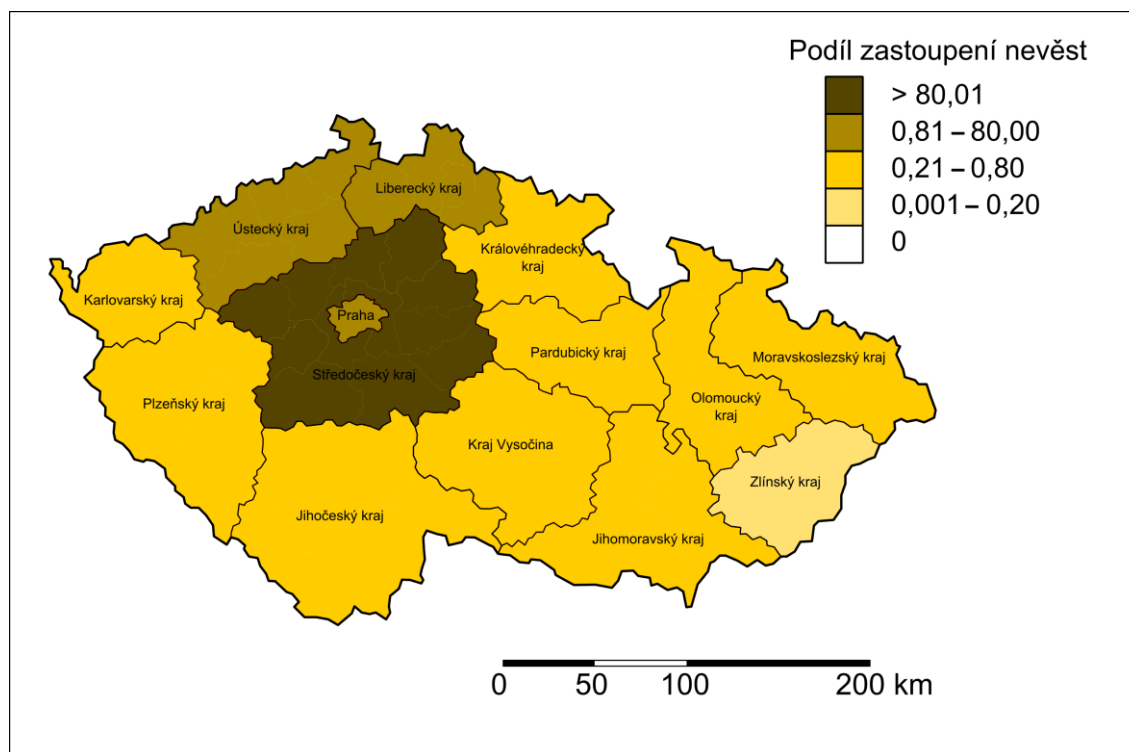 Podíl zastoupení nevěst
> 80,01
0,81 – 80,00
0,21 – 0,80
0,001 – 0,20
0
Liberecký kraj
Ústecký kraj
Královéhradecký
kraj
Karlovarský kraj
Praha
Pardubický kraj
Moravskoslezský kraj
Středočeský kraj
Plzeňský kraj
Olomoucký
kraj
Kraj Vysočina
Zlínský kraj
Jihočeský kraj
Jihomoravský kraj
0 50 100 200 km